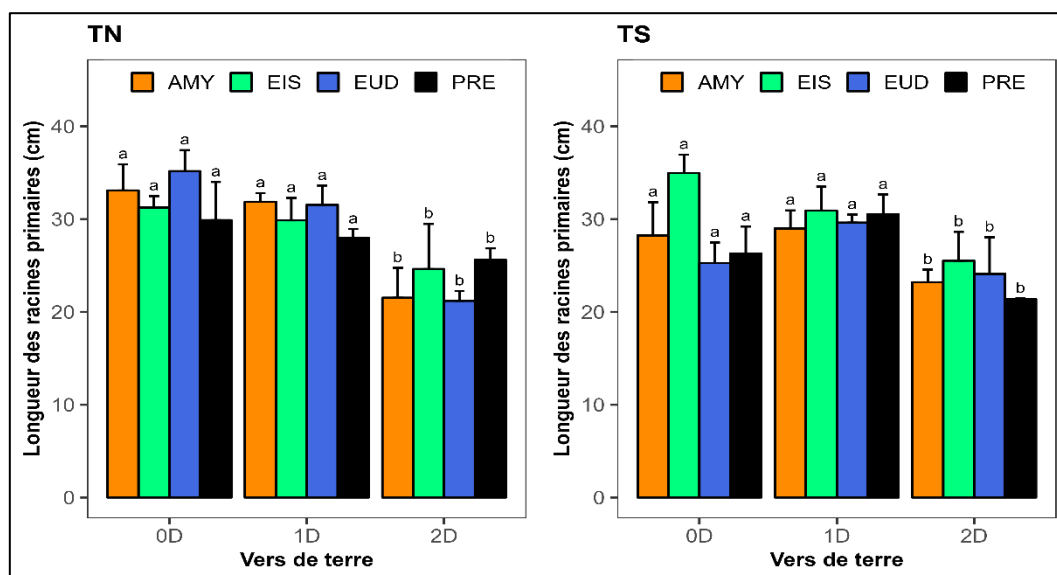 TN
AMY EIS EUD PRE
Longueur des racines primaires (cm)
40
30
20
10
0
a a a a
a a a a
b b b b
0D 1D 2D
Vers de terre
TS
AMY EIS EUD PRE
Longueur des racines primaires (cm)
40
30
20
10
0
a a a a
a a a a
b b b b
0D 1D 2D
Vers de terre